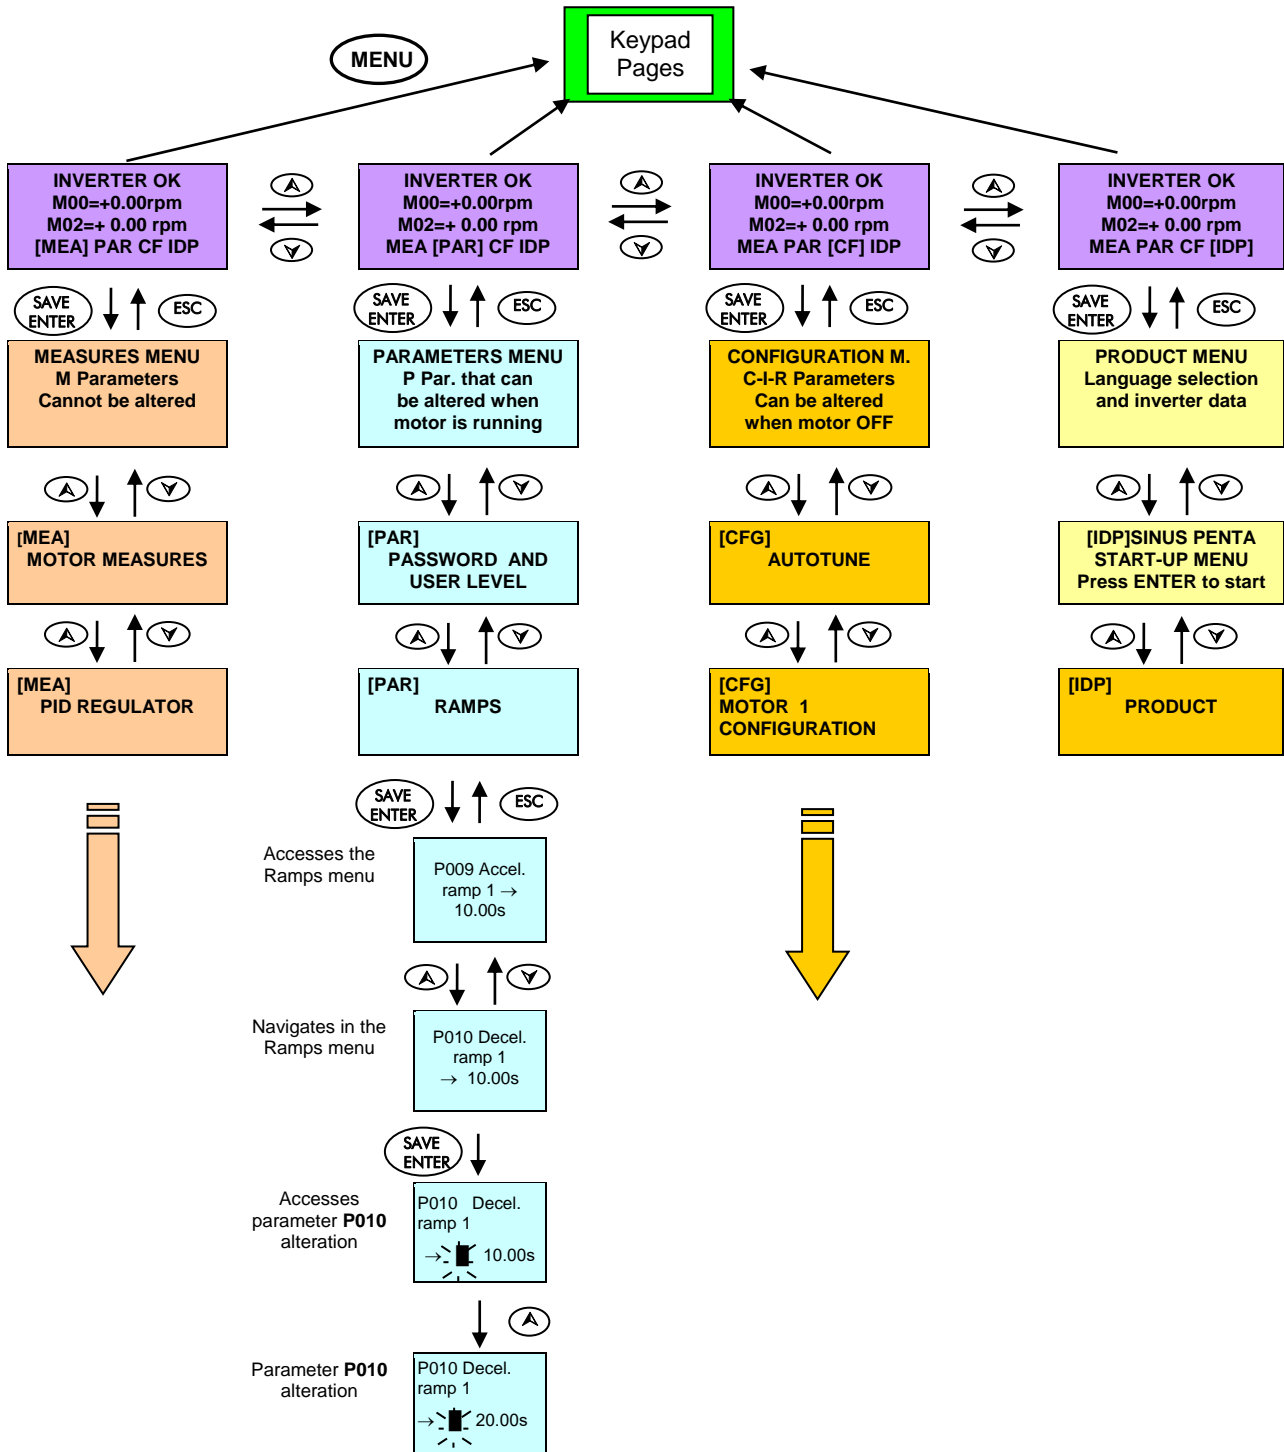 MENU
Keypad
Pages
INVERTER OK
M00=+0.00rpm
M02=+ 0.00 rpm
[MEA] PAR CF IDP
INVERTER OK
M00=+0.00rpm
M02=+ 0.00 rpm
MEA [PAR] CF IDP
INVERTER OK
M00=+0.00rpm
M02=+ 0.00 rpm
MEA PAR [CF] IDP
INVERTER OK
M00=+0.00rpm
M02=+ 0.00 rpm
MEA PAR CF [IDP]
SAVE
ENTER
ESC
SAVE
ENTER
ESC
SAVE
ENTER
ESC
SAVE
ENTER
ESC
MEASURES MENU
M Parameters
Cannot be altered
PARAMETERS MENU
P Par. that can
be altered when
motor is running
CONFIGURATION M.
C-I-R Parameters
Can be altered
when motor OFF
PRODUCT MENU
Language selection
and inverter data
[MEA]
MOTOR MEASURES
[PAR]
PASSWORD AND
USER LEVEL
[CFG]
AUTOTUNE
[IDP]SINUS PENTA
START-UP MENU
Press ENTER to start
[MEA]
PID REGULATOR
[PAR]
RAMPS
[CFG]
MOTOR 1
CONFIGURATION
[IDP]
PRODUCT
SAVE
ENTER
ESC
Accesses the
Ramps menu
P009 Accel.
ramp 1 →
10.00s
Navigates in the
Ramps menu
P010 Decel.
ramp 1
→ 10.00s
SAVE
ENTER
Accesses
parameter P010
alteration
P010 Decel.
ramp 1
→ 10.00s
Parameter P010
alteration
P010 Decel.
ramp 1
→ 20.00s